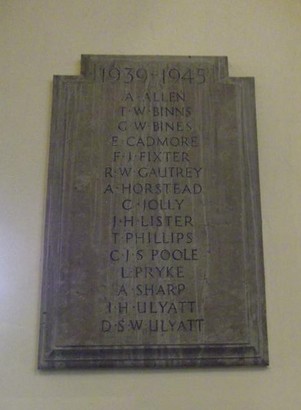 1939·1945
A·ALLEN
T·W·BINNS
G·W·BINES
E·CADMORE
F·J·FIXTER
R·W·GAUTREY
A·HORSTEAD
C·JOLLY
J·H·LISTER
T·PHILLIPS
C·J·S·POOLE
L·PRYKE
A·SHARP
J·H·ULYATT
D·S·W·ULYATT